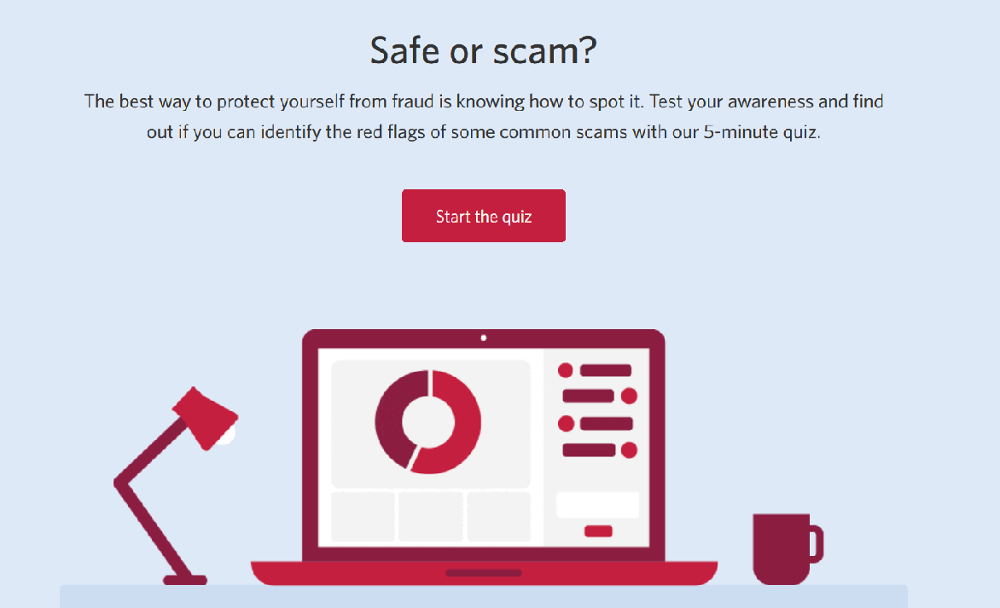 Safe or scam?
The best way to protect yourself from fraud is knowing how to spot it. Test your awareness and find
out if you can identify the red flags of some common scams with our 5-minute quiz.
Start the quiz